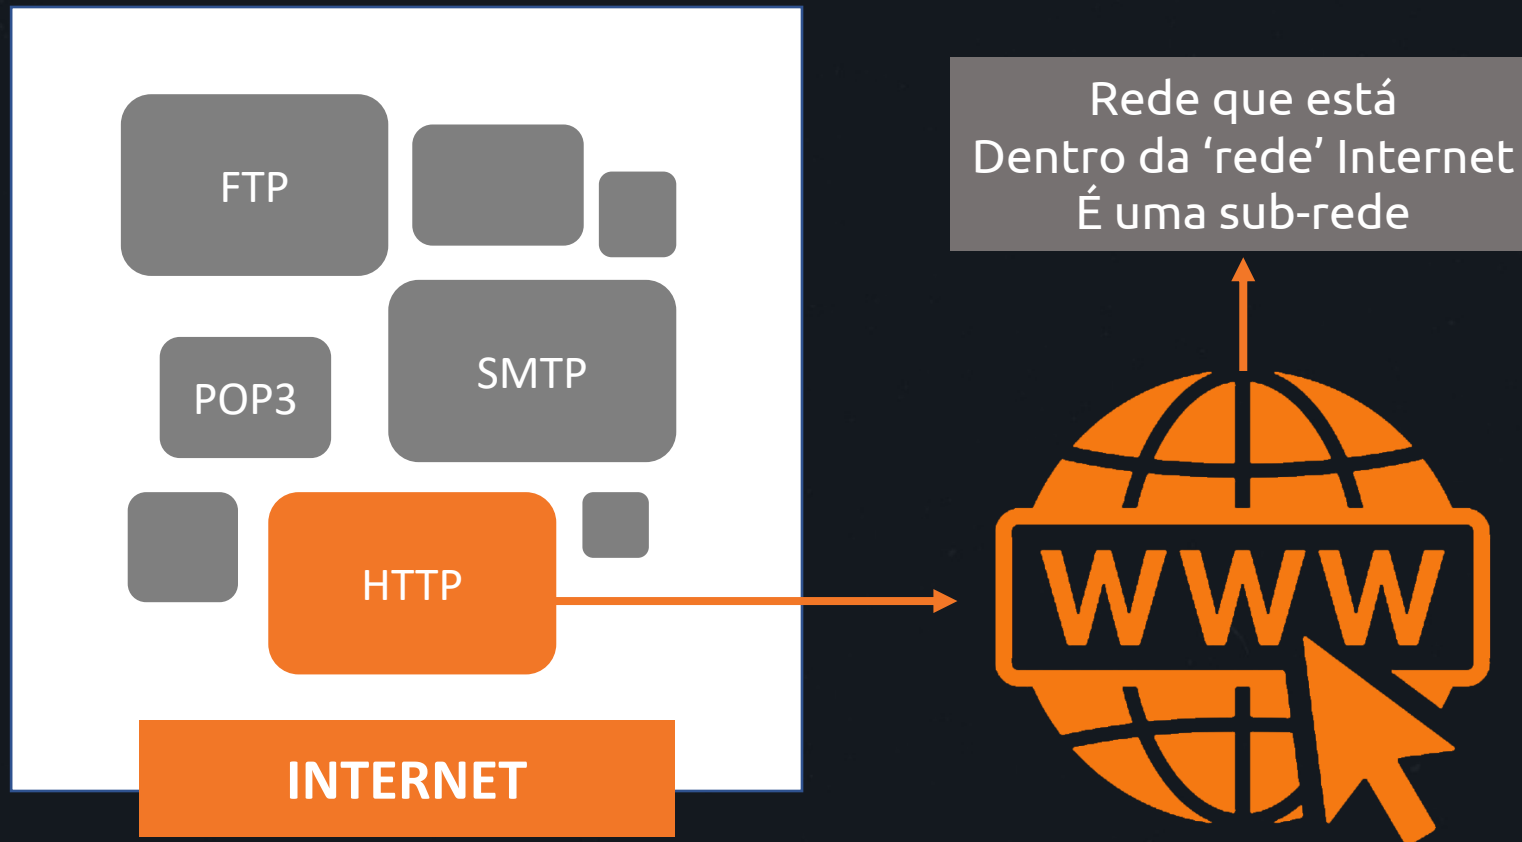 FTP
POP3
SMTP
HTTP
INTERNET
Rede que está
Dentro da ‘rede’ Internet
É uma sub-rede
WWW